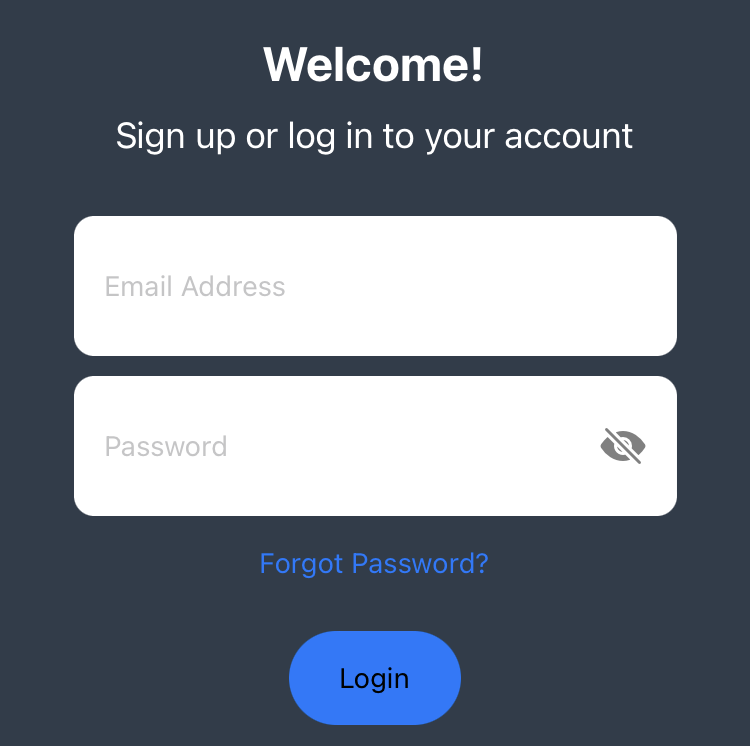 Welcome!
Sign up or log in to your account
Email Address
Password
Forgot Password?
Login